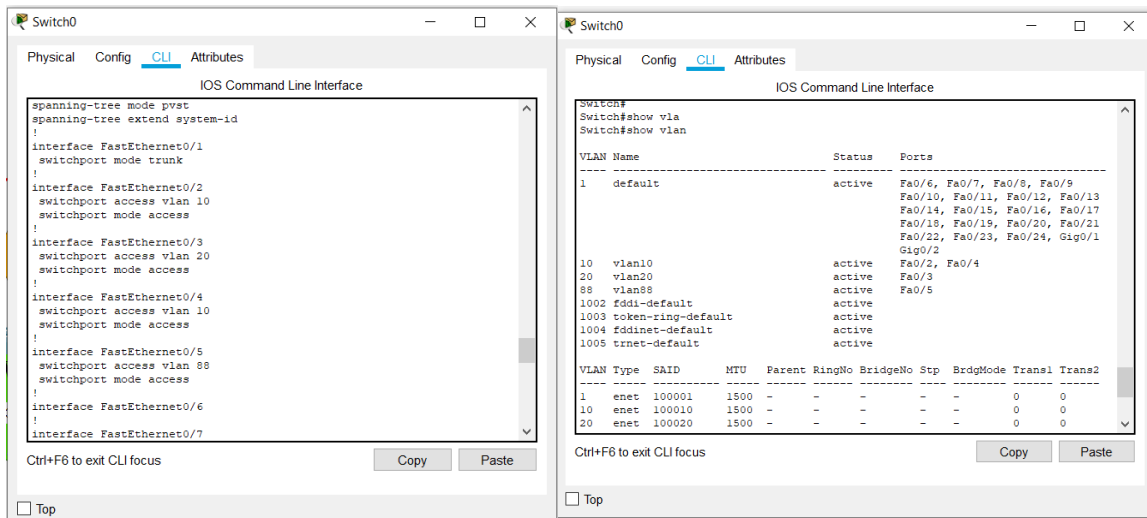 Switch0
Physical Config CLI Attributes
IOS Command Line Interface
spanning-tree mode pvst
spanning-tree extend system-id
!
interface FastEthernet0/1
 switchport mode trunk
!
interface FastEthernet0/2
 switchport access vlan 10
 switchport mode access
!
interface FastEthernet0/3
 switchport access vlan 20
 switchport mode access
!
interface FastEthernet0/4
 switchport access vlan 10
 switchport mode access
!
interface FastEthernet0/5
 switchport access vlan 88
 switchport mode access
!
interface FastEthernet0/6
!
interface FastEthernet0/7
Ctrl+F6 to exit CLI focus
Copy Paste
Top
Switch0
Physical Config CLI Attributes
IOS Command Line Interface
Switch#
Switch#show vla
Switch#show vlan
VLAN Name Status Ports
---- -------------------------------- --------- -------------------------------
1 default active Fa0/6, Fa0/7, Fa0/8, Fa0/9
Fa0/10, Fa0/11, Fa0/12, Fa0/13
Fa0/14, Fa0/15, Fa0/16, Fa0/17
Fa0/18, Fa0/19, Fa0/20, Fa0/21
Fa0/22, Fa0/23, Fa0/24, Gig0/1
Gig0/2
10 vlan10 active Fa0/2, Fa0/4
20 vlan20 active Fa0/3
88 vlan88 active Fa0/5
1002 fddi-default active
1003 token-ring-default active
1004 fddinet-default active
1005 trnet-default active
VLAN Type SAID MTU Parent RingNo BridgeNo Stp BrdgMode Trans1 Trans2
---- ----- ---------- ----- ------ ------ -------- ---- -------- ------ ------
1 enet 100001 1500 - - - - - 0 0
10 enet 100010 1500 - - - - - 0 0
20 enet 100020 1500 - - - - - 0 0
Ctrl+F6 to exit CLI focus
Copy Paste
Top